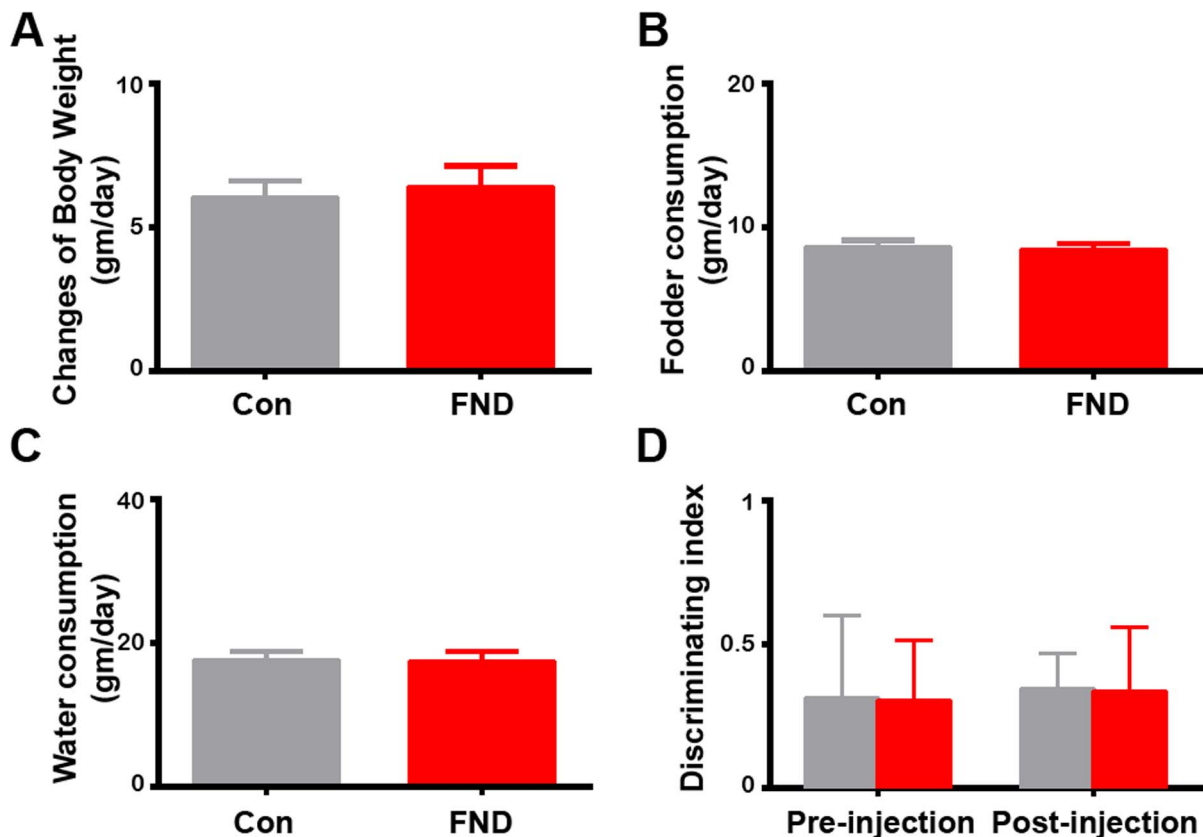 A
Changes of Body Weight
(gm/day)
10
5
0
Con
FND
B
Fodder consumption
(gm/day)
20
10
0
Con
FND
C
Water consumption
(gm/day)
40
20
0
Con
FND
D
Discriminating index
1
0.5
0
Pre-injection
Post-injection